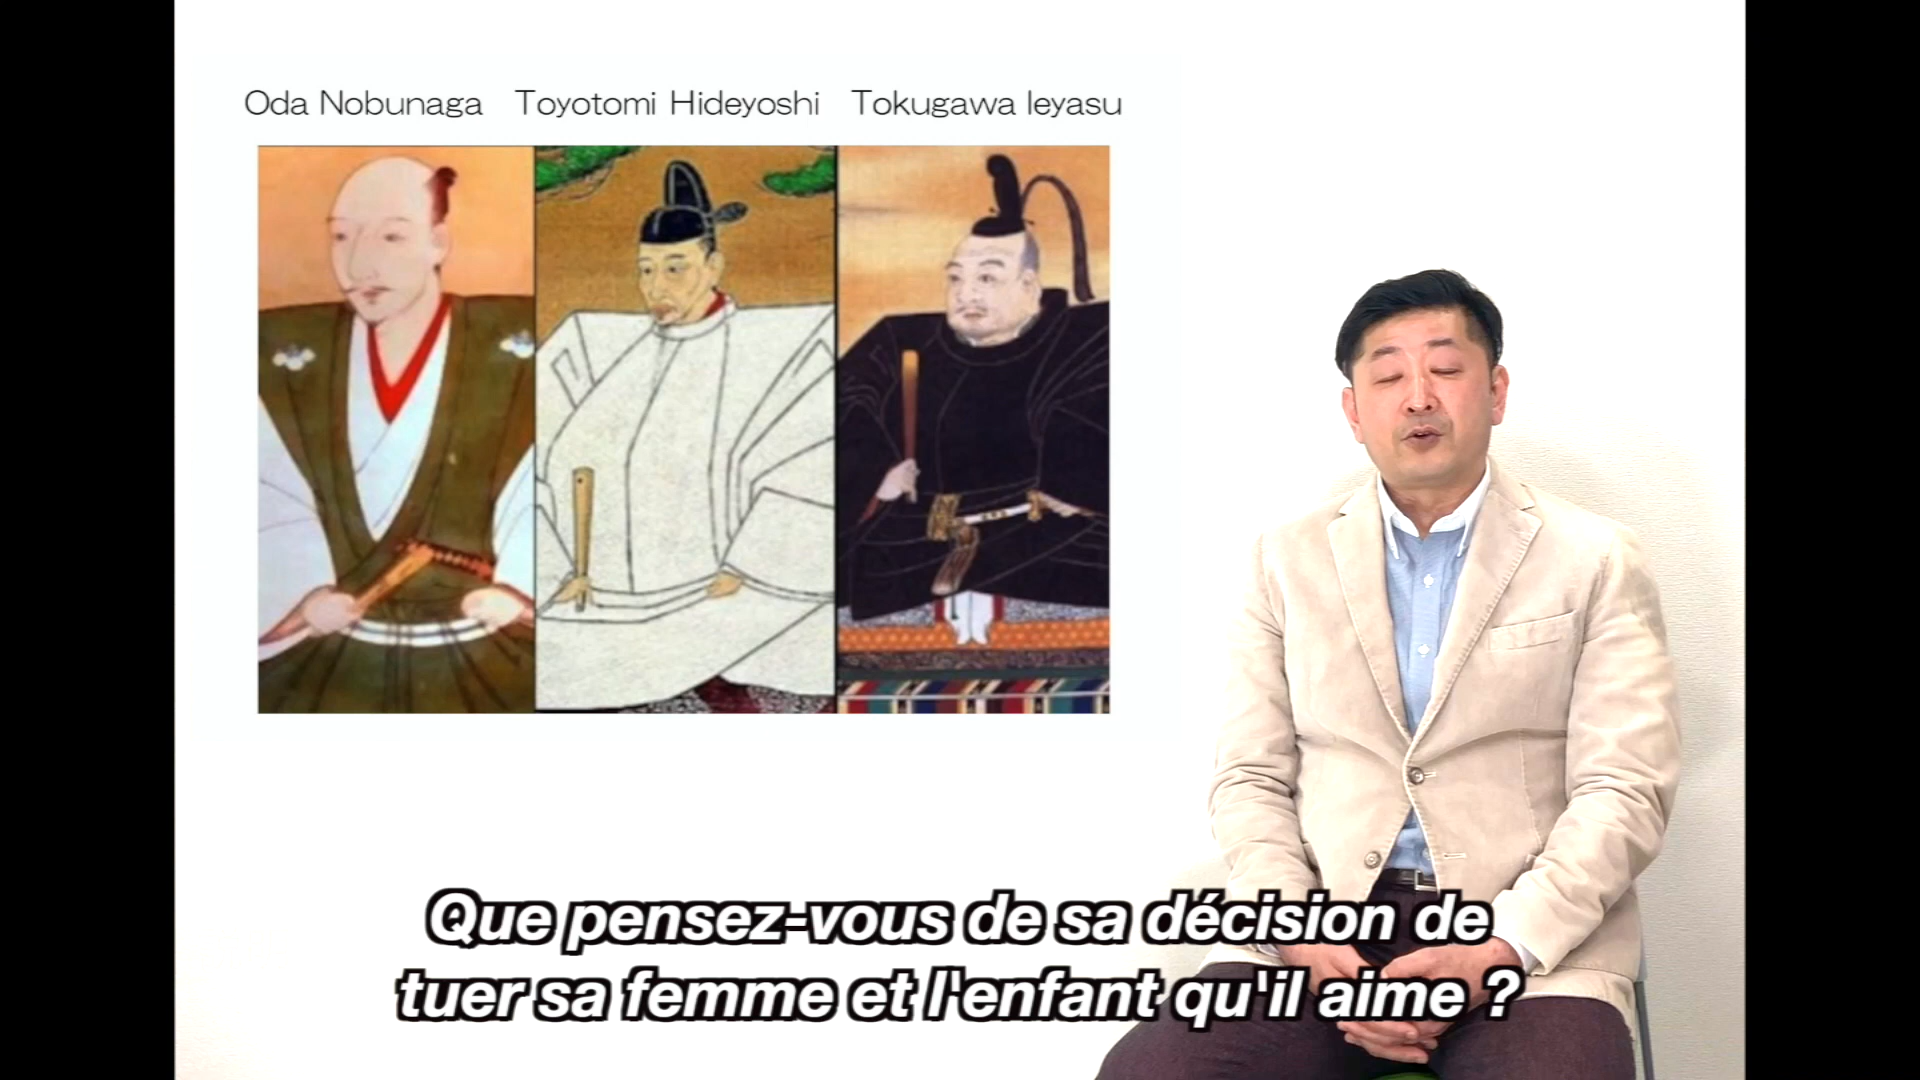 Oda Nobunaga Toyotomi Hideyoshi Tokugawa Ieyasu
Que pensez-vous de sa décision de
tuer sa femme et l'enfant qu'il aime ?